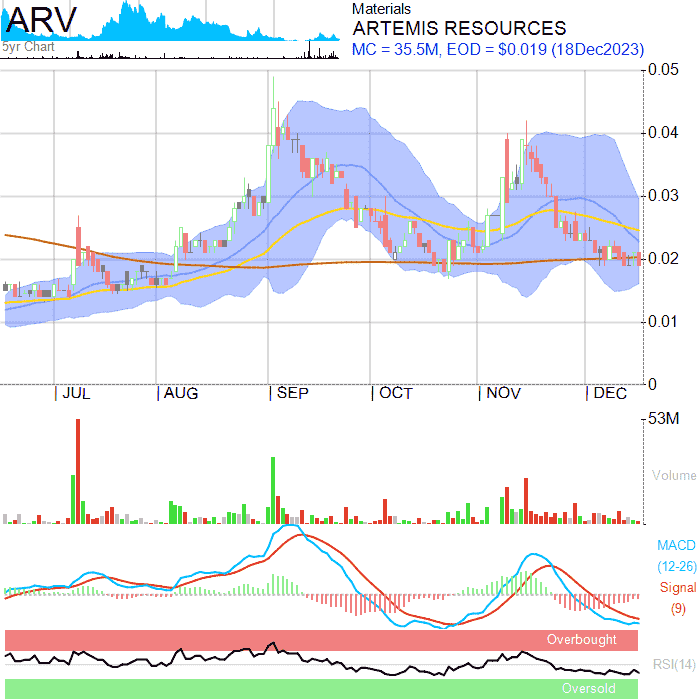 ARV
5yr Chart
Materials
ARTEMIS RESOURCES
MC = 35.5M, EOD = $0.019 (18Dec2023)
0.05
0.04
0.03
0.02
0.01
0
JUL AUG SEP OCT NOV DEC
53M
Volume
MACD
(12-26)
Signal
(9)
Overbought
RSI(14)
Oversold